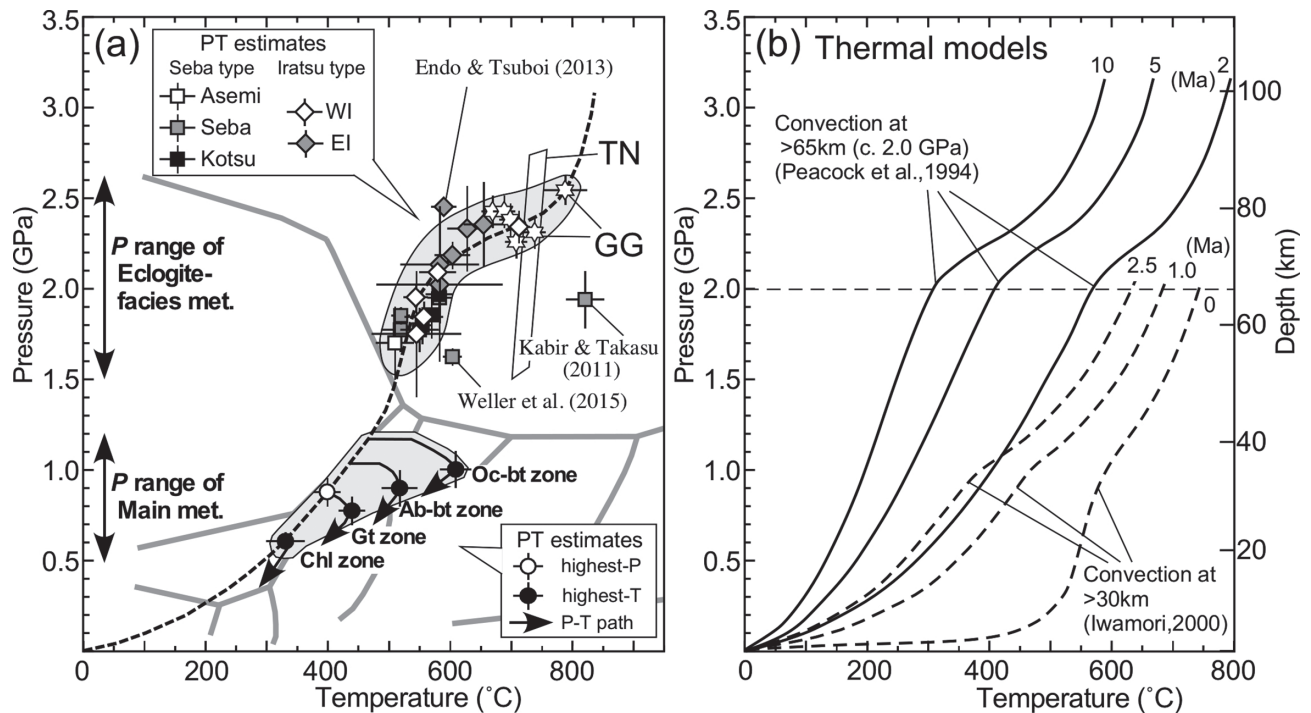 (a)
PT estimates
Seba type
Iratsu type
Asemi
Seba
Kotsu
WI
EI
Endo & Tsuboi (2013)
TN
GG
Kabir & Takasu
(2011)
Weller et al. (2015)
P range of
Eclogite-
facies met.
P range of
Main met.
Oc-bt zone
Ab-bt zone
Gt zone
Chl zone
PT estimates
highest-P
highest-T
P-T path
Pressure (GPa)
3.5
3.0
2.5
2.0
1.5
1.0
0.5
0
200
400
600
800
Temperature (˚C)
(b) Thermal models
10
5
(Ma)
2
Convection at
>65km (c. 2.0 GPa)
(Peacock et al.,1994)
(Ma)
2.5
1.0
0
Convection at
>30km
(Iwamori,2000)
Pressure (GPa)
3.5
3.0
2.5
2.0
1.5
1.0
0.5
0
200
400
600
800
Temperature (˚C)
100
80
60
40
20
Depth (km)